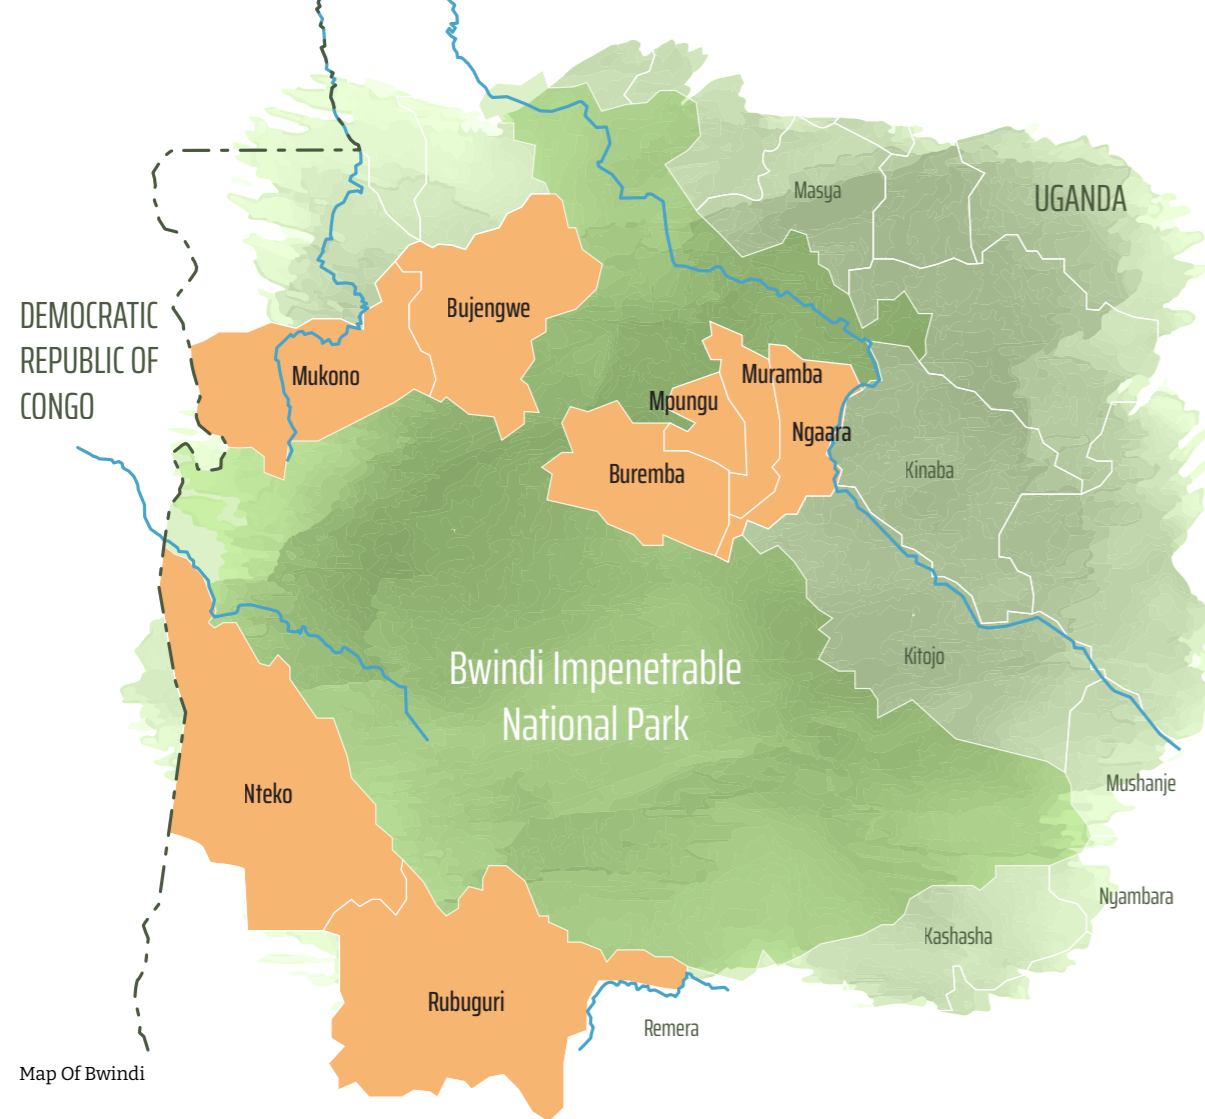 Masya
UGANDA
DEMOCRATIC
REPUBLIC OF
CONGO
Bujengwe
Mukono
Muramba
Mpungu
Ngaara
Buremba
Kinaba
Bwindi Impenetrable
National Park
Kitojo
Nteko
Mushanje
Nyambara
Kashasha
Rubuguri
Remera
Map Of Bwindi